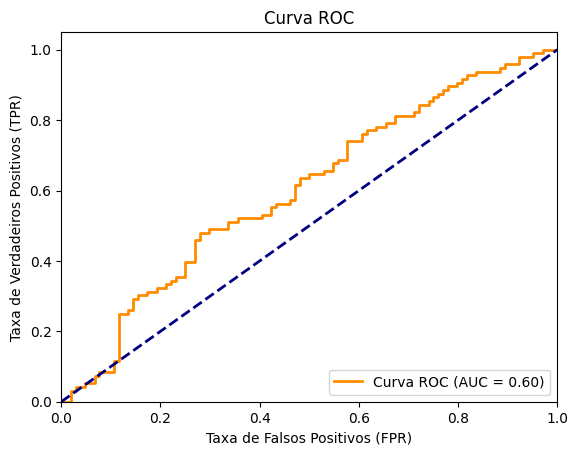 Curva ROC
Taxa de Verdadeiros Positivos (TPR)
1.0
0.8
0.6
0.4
0.2
0.0
0.0 0.2 0.4 0.6 0.8 1.0
Taxa de Falsos Positivos (FPR)
Curva ROC (AUC = 0.60)